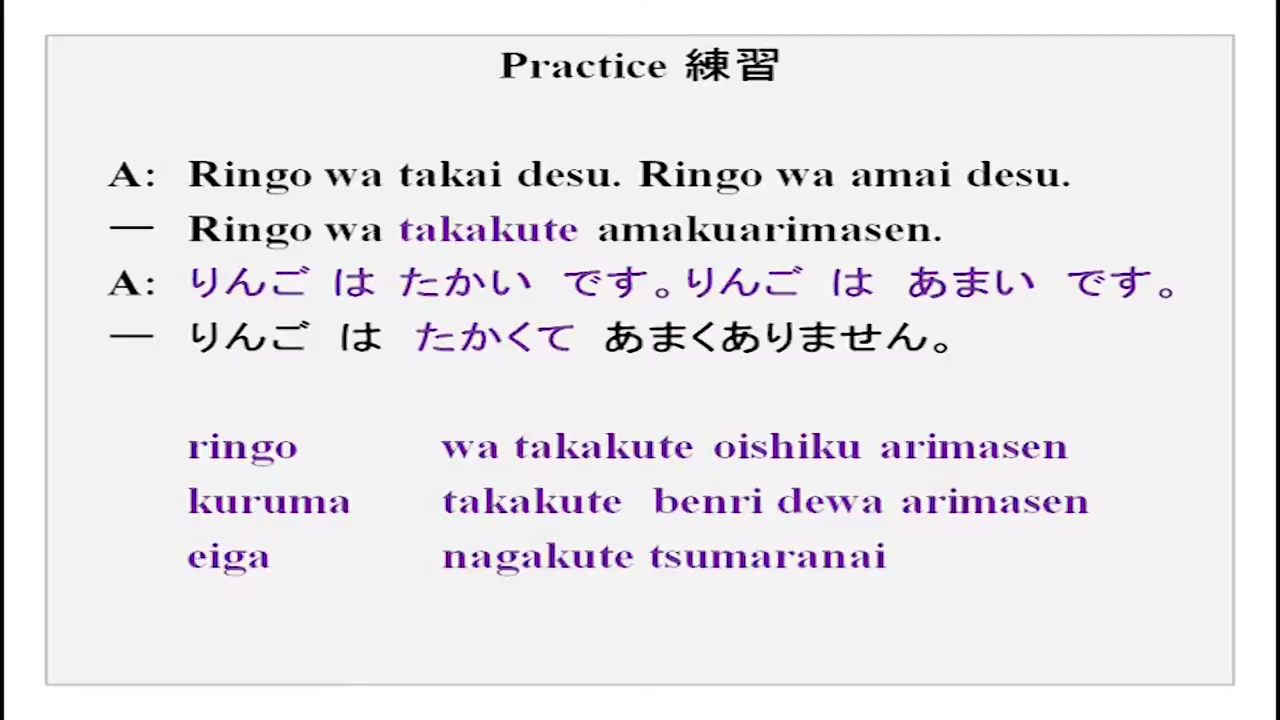 Practice 練習
A: Ringo wa takai desu. Ringo wa amai desu.
— Ringo wa takakute amakuarimasen.
A: りんご は たかい です。りんご は あまい です。
— りんご は たかくて あまくありません。
ringo wa takakute oishiku arimasen
kuruma takakute benri dewa arimasen
eiga nagakute tsumaranai